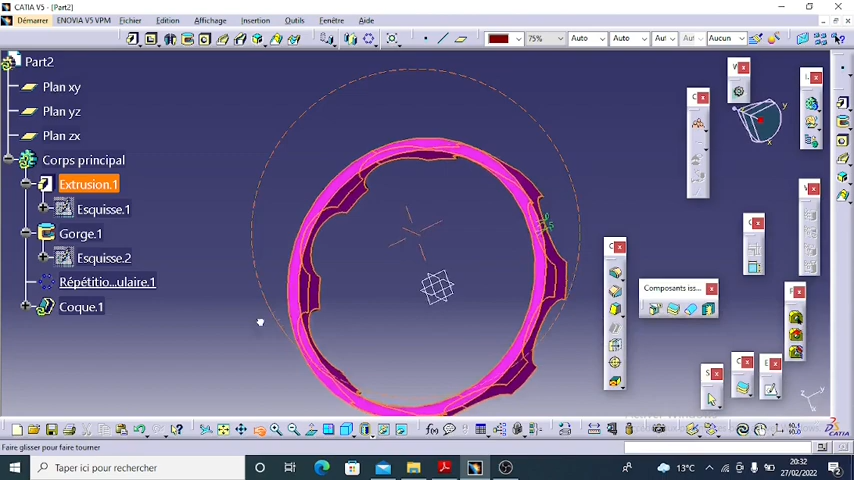 CATIA V5 - [Part2]
Démarrer ENOVIA V5 VPM Fichier Edition Affichage Insertion Outils Fenêtre Aide
75% Auto Auto Aut Aut Aucun
Part2
Plan xy
Plan yz
Plan zx
Corps principal
Extrusion.1
Esquisse.1
Gorge.1
Esquisse.2
Répétitio...ulaire.1
Coque.1
W x
y
x
C x
C x
C x
Composants iss... x
P x
S x
C x
E x
z
y
x
f(x)
Faire glisser pour faire tourner
Taper ici pour rechercher
13°C
20:32
27/02/2022
2